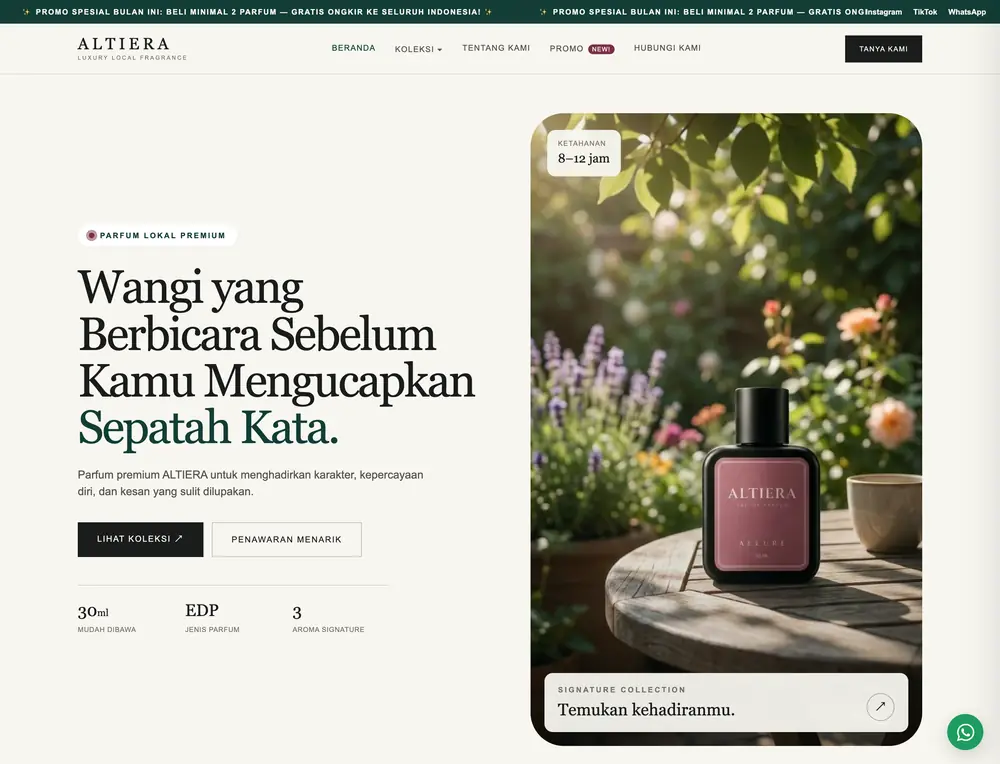 ✨ PROMO SPESIAL BULAN INI: BELI MINIMAL 2 PARFUM — GRATIS ONGKIR KE SELURUH INDONESIA! ✨
✨ PROMO SPESIAL BULAN INI: BELI MINIMAL 2 PARFUM — GRATIS ONG
Instagram TikTok WhatsApp
ALTIERA
LUXURY LOCAL FRAGRANCE
BERANDA KOLEKSI TENTANG KAMI PROMO NEW! HUBUNGI KAMI
TANYA KAMI
PARFUM LOKAL PREMIUM
Wangi yang
Berbicara Sebelum
Kamu Mengucapkan
Sepatah Kata.
Parfum premium ALTIERA untuk menghadirkan karakter, kepercayaan
diri, dan kesan yang sulit dilupakan.
LIHAT KOLEKSI ↗ PENAWARAN MENARIK
30ml EDP 3
MUDAH DIBAWA JENIS PARFUM AROMA SIGNATURE
KETAHANAN
8–12 jam
ALTIERA
ALLURE
SIGNATURE COLLECTION
Temukan kehadiranmu. ↗